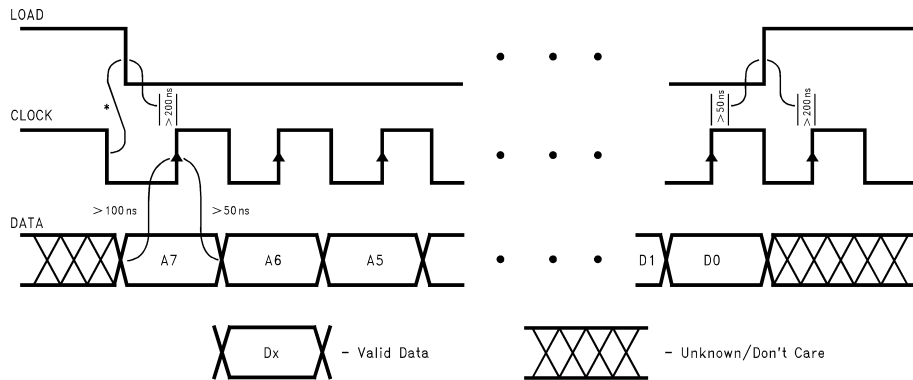 LOAD
*
>200ns
CLOCK
>50ns
>200ns
>100ns
>50ns
DATA
A7
A6
A5
D1
D0
Dx
- Valid Data
- Unknown/Don't Care